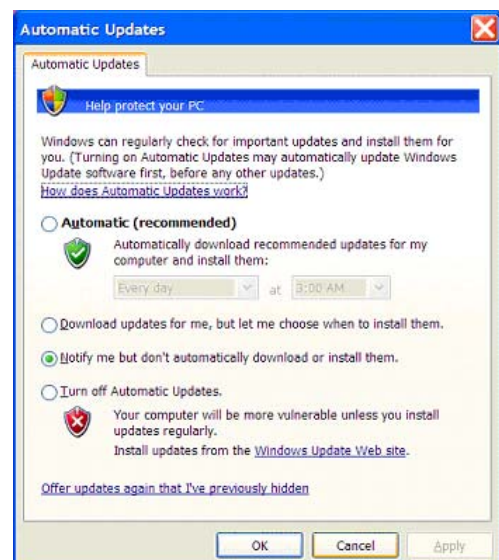 Automatic Updates
Automatic Updates
Help protect your PC
Windows can regularly check for important updates and install them for
you. (Turning on Automatic Updates may automatically update Windows
Update software first, before any other updates.)
How does Automatic Updates work?
Automatic (recommended)
Automatically download recommended updates for my
computer and install them:
Every day at 3:00 AM
Download updates for me, but let me choose when to install them.
Notify me but don't automatically download or install them.
Turn off Automatic Updates.
Your computer will be more vulnerable unless you install
updates regularly.
Install updates from the Windows Update Web site.
Offer updates again that I've previously hidden
OK Cancel Apply